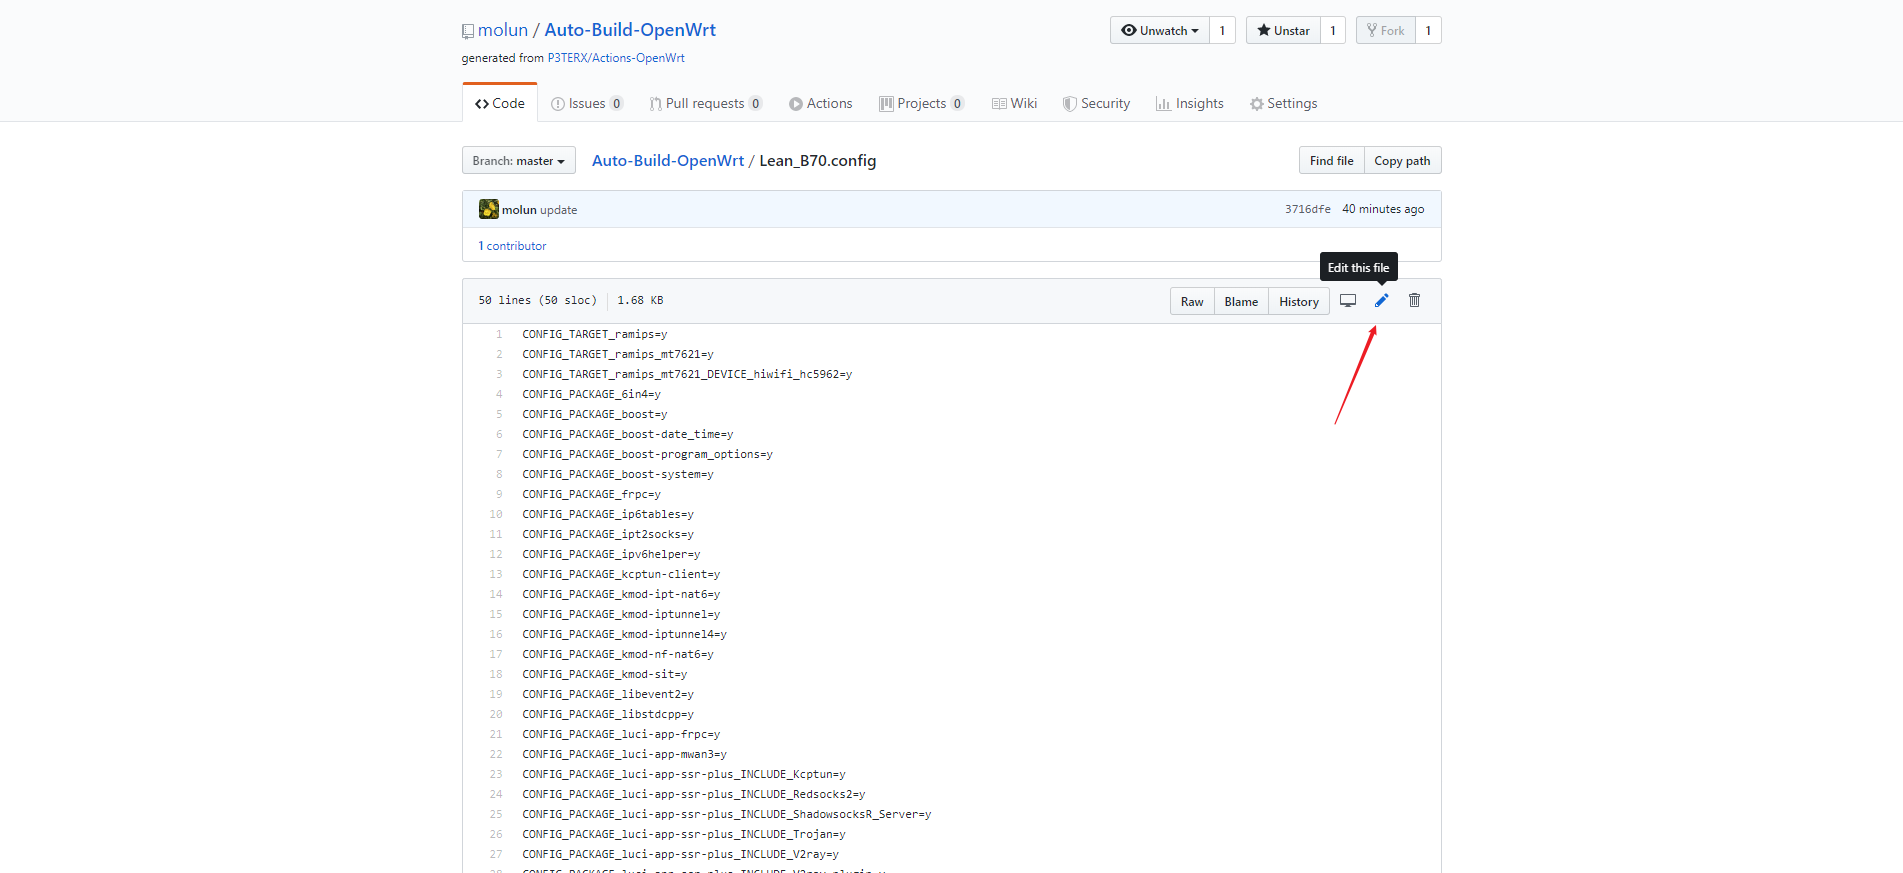 molun / Auto-Build-OpenWrt
Unwatch 1 Unstar 1 Fork 1
generated from P3TERX/Actions-OpenWrt
Code Issues 0 Pull requests 0 Actions Projects 0 Wiki Security Insights Settings
Branch: master Auto-Build-OpenWrt / Lean_B70.config Find file Copy path
molun update 3716dfe 40 minutes ago
1 contributor
Edit this file
50 lines (50 sloc) 1.68 KB Raw Blame History
1 CONFIG_TARGET_ramips=y
2 CONFIG_TARGET_ramips_mt7621=y
3 CONFIG_TARGET_ramips_mt7621_DEVICE_hiwifi_hc5962=y
4 CONFIG_PACKAGE_6in4=y
5 CONFIG_PACKAGE_boost=y
6 CONFIG_PACKAGE_boost-date_time=y
7 CONFIG_PACKAGE_boost-program_options=y
8 CONFIG_PACKAGE_boost-system=y
9 CONFIG_PACKAGE_frpc=y
10 CONFIG_PACKAGE_ip6tables=y
11 CONFIG_PACKAGE_ipt2socks=y
12 CONFIG_PACKAGE_ipv6helper=y
13 CONFIG_PACKAGE_kcptun-client=y
14 CONFIG_PACKAGE_kmod-ipt-nat6=y
15 CONFIG_PACKAGE_kmod-iptunnel=y
16 CONFIG_PACKAGE_kmod-iptunnel4=y
17 CONFIG_PACKAGE_kmod-nf-nat6=y
18 CONFIG_PACKAGE_kmod-sit=y
19 CONFIG_PACKAGE_libevent2=y
20 CONFIG_PACKAGE_libstdcpp=y
21 CONFIG_PACKAGE_luci-app-frpc=y
22 CONFIG_PACKAGE_luci-app-mwan3=y
23 CONFIG_PACKAGE_luci-app-ssr-plus_INCLUDE_Kcptun=y
24 CONFIG_PACKAGE_luci-app-ssr-plus_INCLUDE_Redsocks2=y
25 CONFIG_PACKAGE_luci-app-ssr-plus_INCLUDE_ShadowsocksR_Server=y
26 CONFIG_PACKAGE_luci-app-ssr-plus_INCLUDE_Trojan=y
27 CONFIG_PACKAGE_luci-app-ssr-plus_INCLUDE_V2ray=y